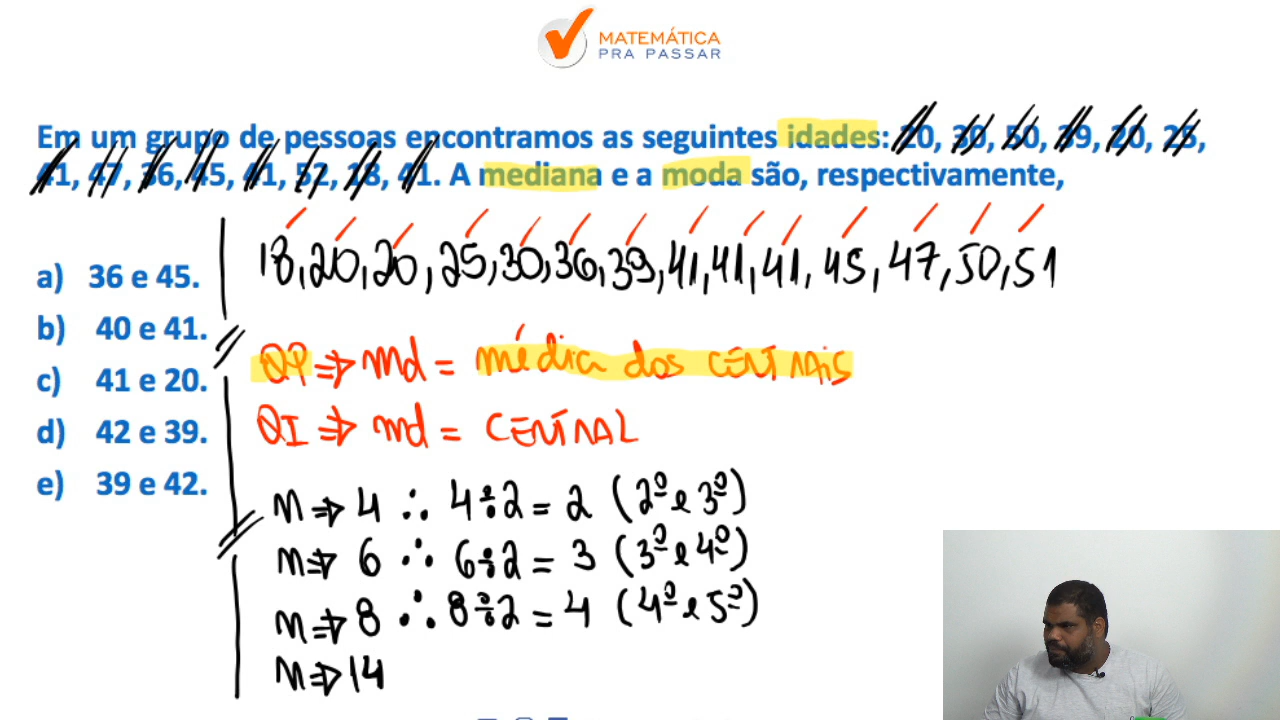 MATEMÁTICA
PRA PASSAR
Em um grupo de pessoas encontramos as seguintes idades: 20, 30, 50, 39, 20, 25,
41, 47, 36, 45, 41, 52, 18, 41. A mediana e a moda são, respectivamente,
18, 20, 20, 25, 30, 36, 39, 41, 41, 41, 45, 47, 50, 51
a) 36 e 45.
b) 40 e 41.
c) 41 e 20.
d) 42 e 39.
e) 39 e 42.
QP ⇒ md = média dos CENTRAIS
QI ⇒ md = CENTRAL
n ⇒ 4 ∴ 4÷2 = 2 (2º e 3º)
n ⇒ 6 ∴ 6÷2 = 3 (3º e 4º)
n ⇒ 8 ∴ 8÷2 = 4 (4º e 5º)
n ⇒ 14